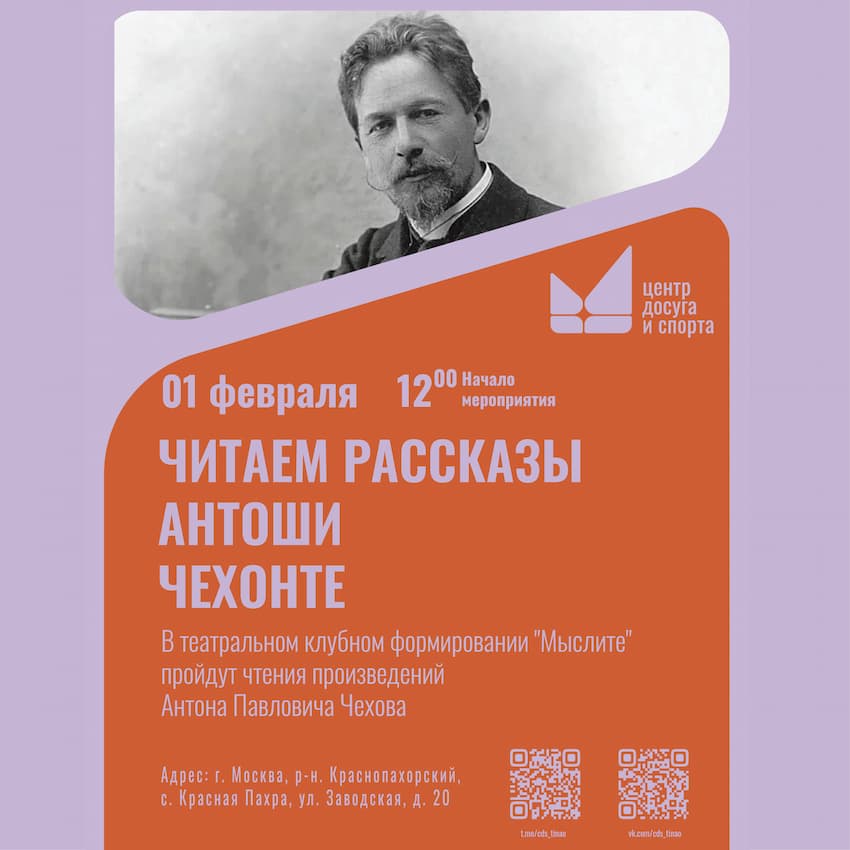 центр
досуга
и спорта
01 февраля
12⁰⁰ Начало
мероприятия
ЧИТАЕМ РАССКАЗЫ
АНТОШИ
ЧЕХОНТЕ
В театральном клубном формировании "Мыслите"
пройдут чтения произведений
Антона Павловича Чехова
Адрес: г. Москва, р-н. Краснопахорский,
с. Красная Пахра, ул. Заводская, д. 20
t.me/cds_tinao
vk.com/cds_tinao